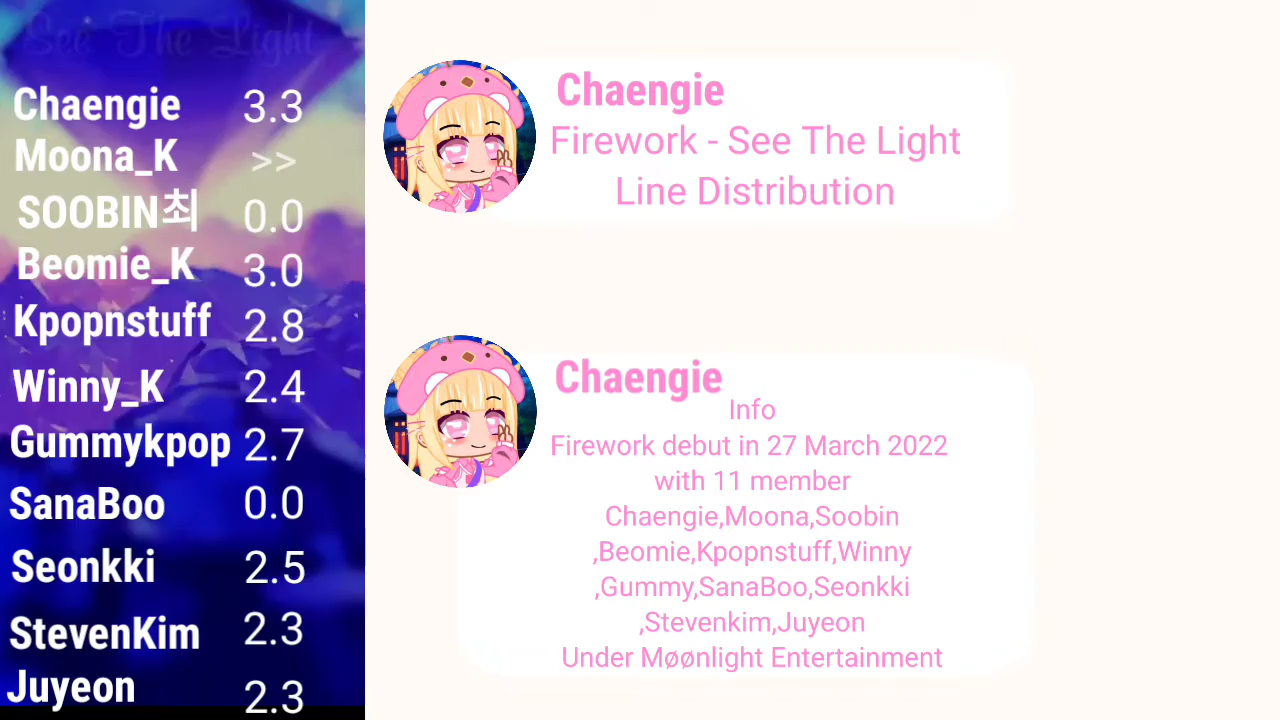 See The Light
Chaengie 3.3
Moona_K >>
SOOBIN최 0.0
Beomie_K 3.0
Kpopnstuff 2.8
Winny_K 2.4
Gummykpop 2.7
SanaBoo 0.0
Seonkki 2.5
StevenKim 2.3
Juyeon 2.3
Chaengie
Firework - See The Light
Line Distribution
Chaengie
Info
Firework debut in 27 March 2022
with 11 member
Chaengie,Moona,Soobin
,Beomie,Kpopnstuff,Winny
,Gummy,SanaBoo,Seonkki
,Stevenkim,Juyeon
Under Møønlight Entertainment